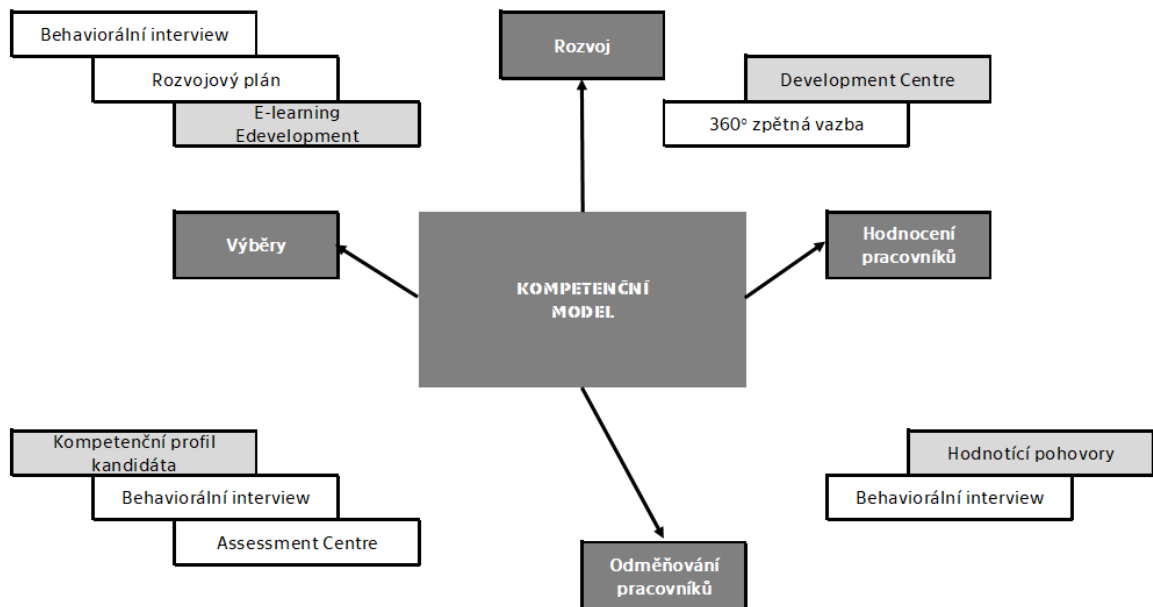 Behaviorální interview
Rozvojový plán
E-learning
Edevelopment
Rozvoj
Development Centre
360° zpětná vazba
Výběry
KOMPETENČNÍ
MODEL
Hodnocení
pracovníků
Kompetenční profil
kandidáta
Behaviorální interview
Assessment Centre
Hodnotící pohovory
Behaviorální interview
Odměňování
pracovníků